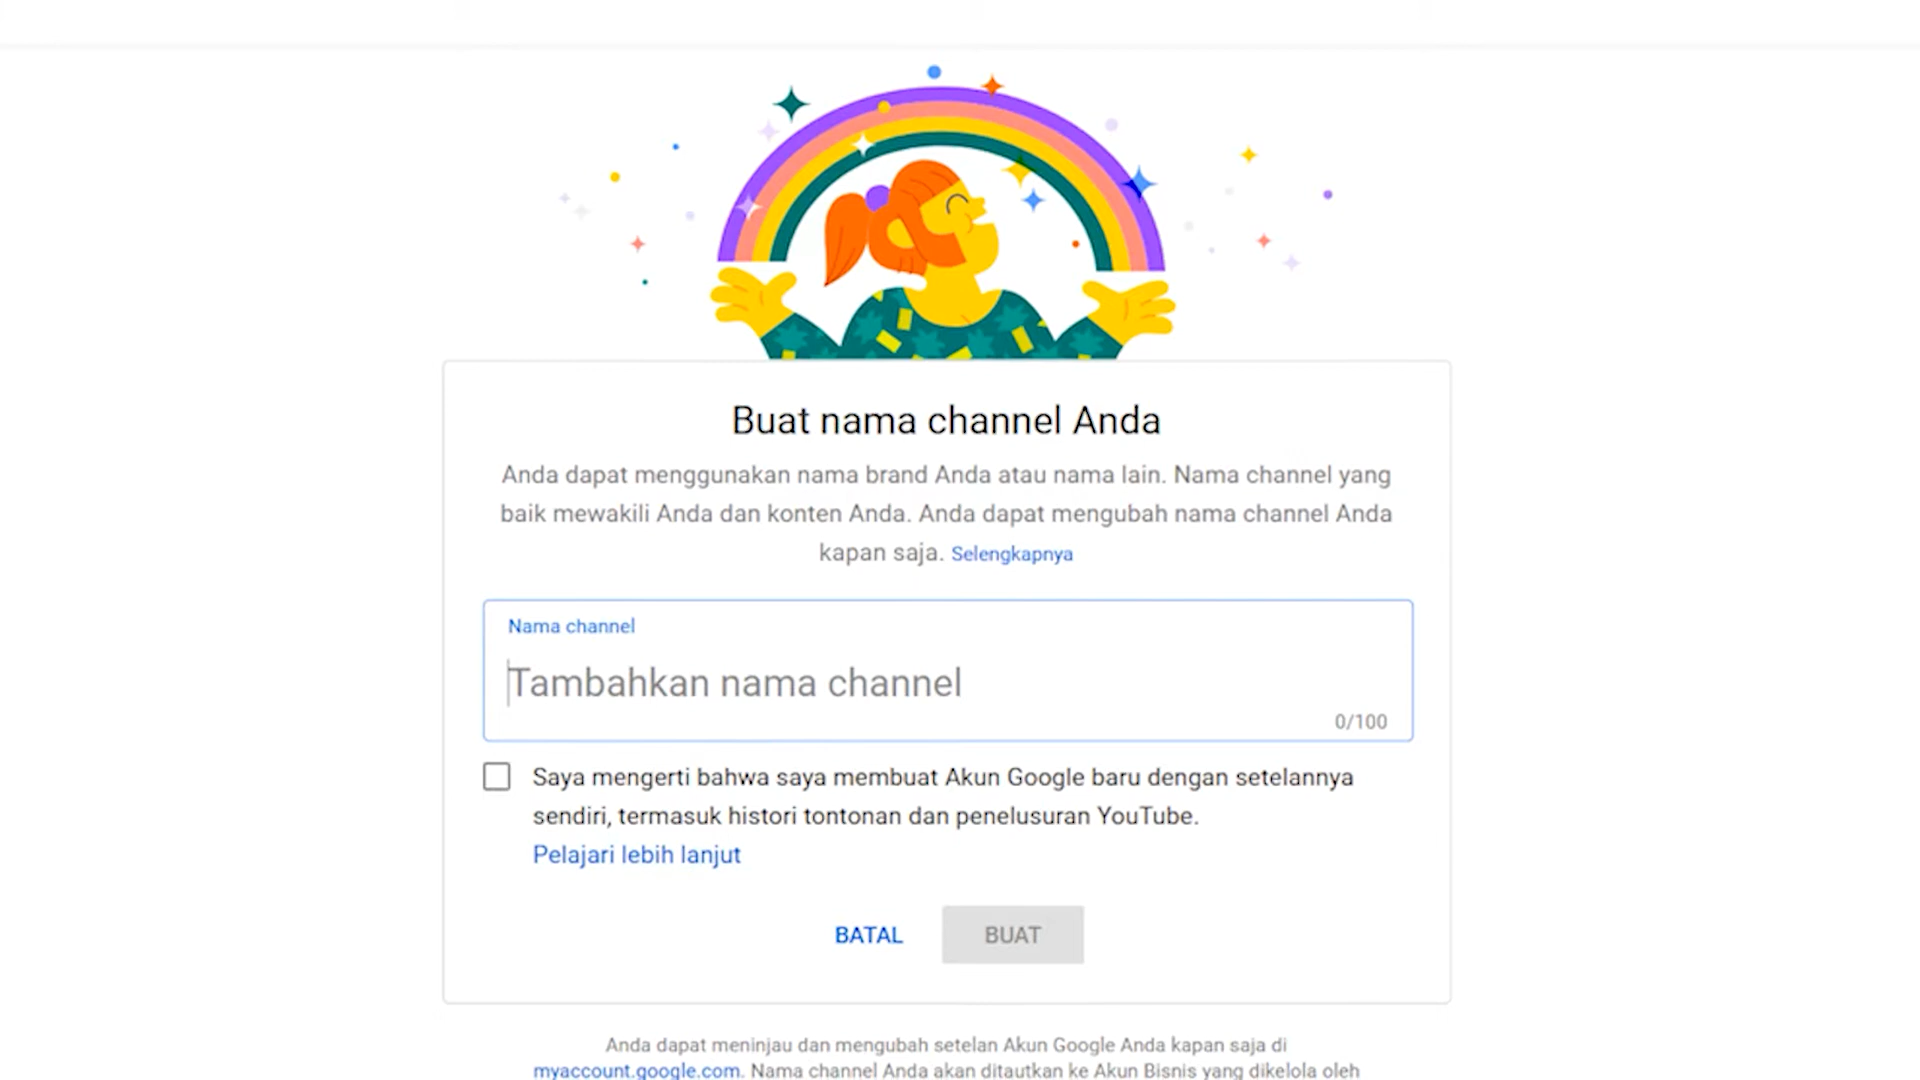 Buat nama channel Anda
Anda dapat menggunakan nama brand Anda atau nama lain. Nama channel yang
baik mewakili Anda dan konten Anda. Anda dapat mengubah nama channel Anda
kapan saja. Selengkapnya
Nama channel
Tambahkan nama channel
0/100
Saya mengerti bahwa saya membuat Akun Google baru dengan setelannya
sendiri, termasuk histori tontonan dan penelusuran YouTube.
Pelajari lebih lanjut
BATAL BUAT
Anda dapat meninjau dan mengubah setelan Akun Google Anda kapan saja di
myaccount.google.com. Nama channel Anda akan ditautkan ke Akun Bisnis yang dikelola oleh